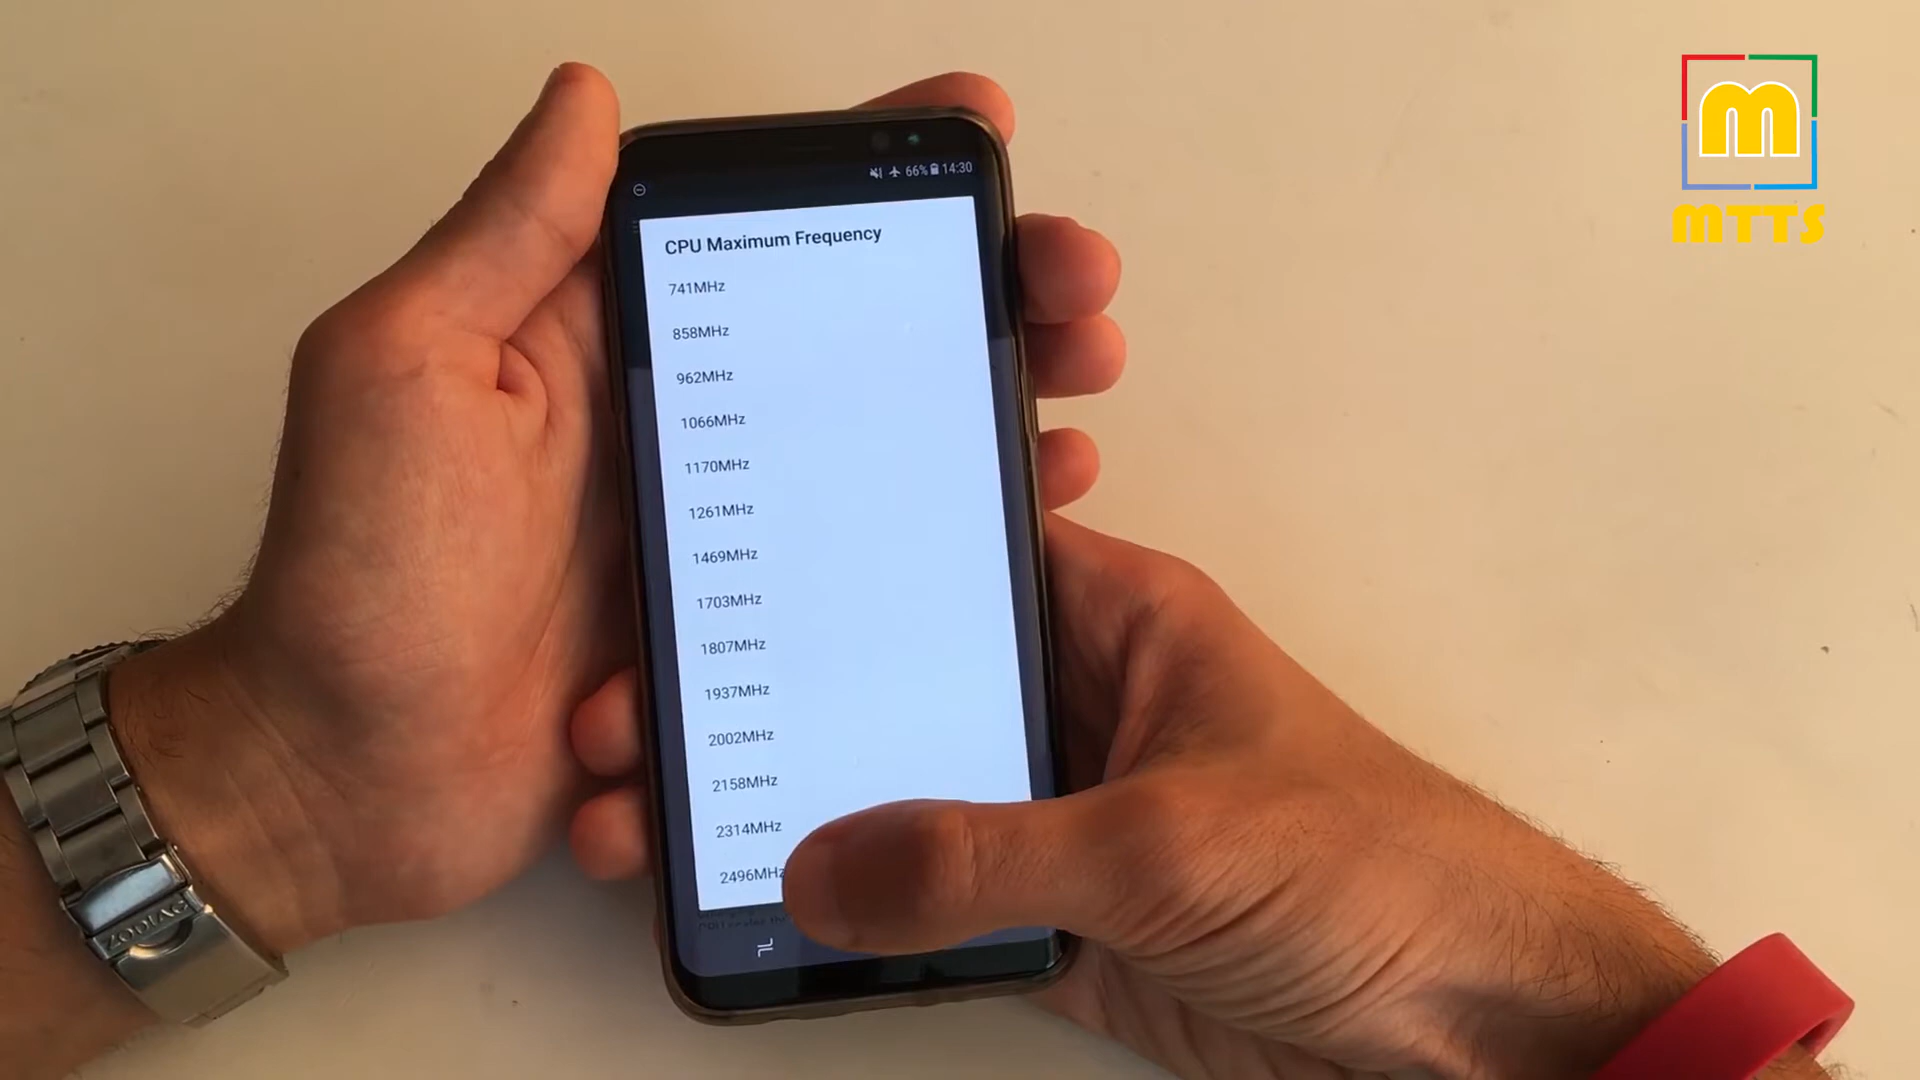 M
MTTS
66% 14:30
CPU Maximum Frequency
741MHz
858MHz
962MHz
1066MHz
1170MHz
1261MHz
1469MHz
1703MHz
1807MHz
1937MHz
2002MHz
2158MHz
2314MHz
2496MHz
ZODIAC